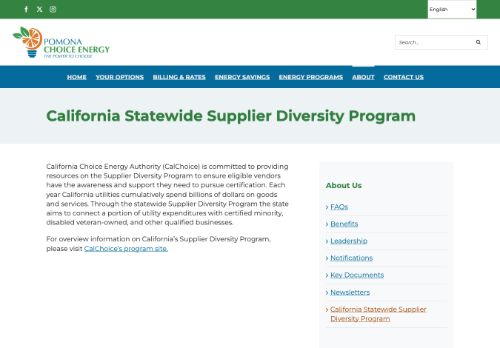 English
POMONA
CHOICE ENERGY
THE POWER TO CHOOSE
Search...
HOME YOUR OPTIONS BILLING & RATES ENERGY SAVINGS ENERGY PROGRAMS ABOUT CONTACT US
California Statewide Supplier Diversity Program
California Choice Energy Authority (CalChoice) is committed to providing
resources on the Supplier Diversity Program to ensure eligible vendors
have the awareness and support they need to pursue certification. Each
year California utilities cumulatively spend billions of dollars on goods
and services. Through the statewide Supplier Diversity Program the state
aims to connect a portion of utility expenditures with certified minority,
disabled veteran-owned, and other qualified businesses.
For overview information on California's Supplier Diversity Program,
please visit CalChoice's program site.
About Us
FAQs
Benefits
Leadership
Notifications
Key Documents
Newsletters
California Statewide Supplier
Diversity Program